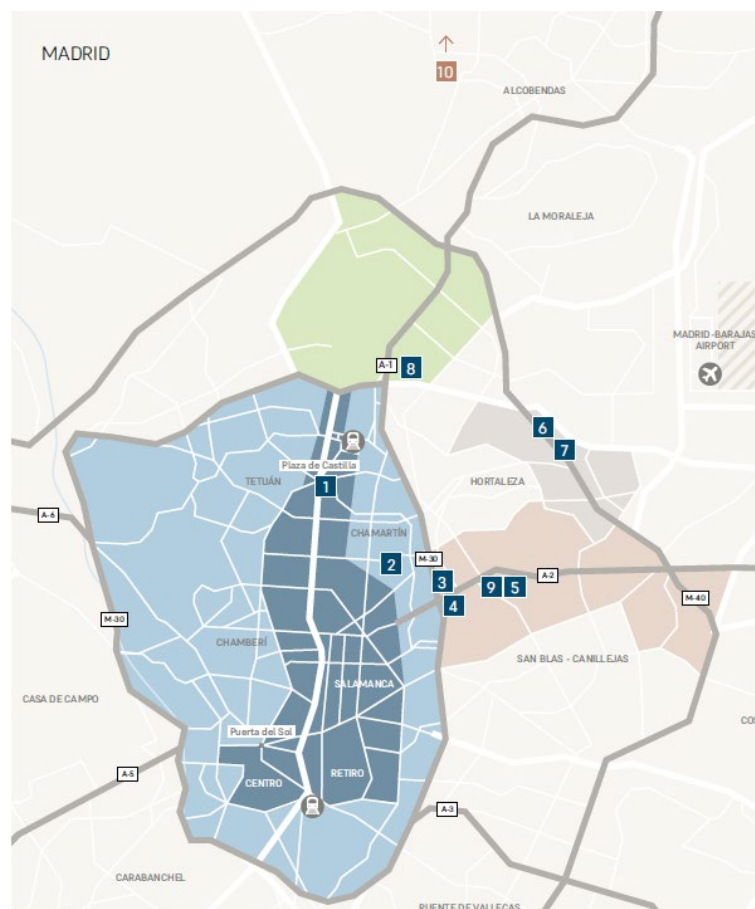 MADRID
10
ALCOBENDAS
LA MORALEJA
MADRID-BARAJAS
AIRPORT
A-1
8
6
7
Plaza de Castilla
TETUÁN
1
HORTALEZA
A-6
CHAMARTÍN
M-30
2
3
9
5
A-2
4
M-40
M-30
CHAMBERÍ
SAN BLAS - CANILLEJAS
SALAMANCA
CASA DE CAMPO
COS
Puerta del Sol
RETIRO
CENTRO
A-5
A-3
CARABANCHEL
PUENTE DE VALLECAS